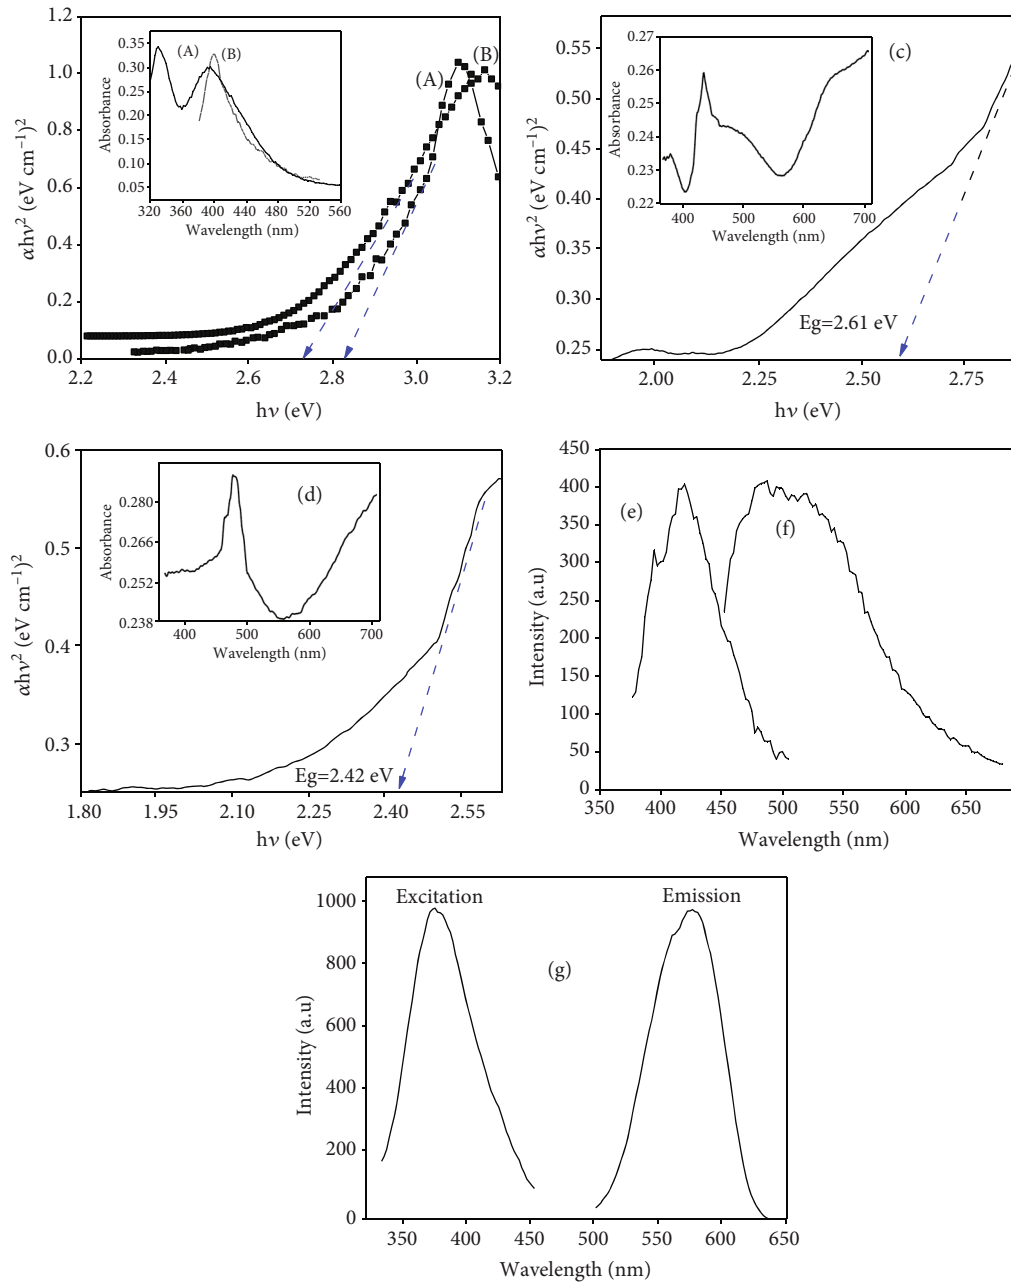 1.2
1.0
0.8
0.6
0.4
0.2
0.0
αhν² (eV cm⁻¹)²
2.2 2.4 2.6 2.8 3.0 3.2
hν (eV)
(A)
(B)
0.35
0.30
0.25
0.20
0.15
0.10
0.05
Absorbance
(A) (B)
320 360 400 440 480 520 560
Wavelength (nm)
0.55
0.50
0.45
0.40
0.35
0.30
0.25
αhν² (eV cm⁻¹)²
2.00 2.25 2.50 2.75
hν (eV)
(c)
Eg=2.61 eV
0.27
0.26
0.25
0.24
0.23
0.22
Absorbance
400 500 600 700
Wavelength (nm)
0.6
0.5
0.4
0.3
αhν² (eV cm⁻¹)²
1.80 1.95 2.10 2.25 2.40 2.55
hν (eV)
Eg=2.42 eV
(d)
0.280
0.266
0.252
0.238
Absorbance
400 500 600 700
Wavelength (nm)
450
400
350
300
250
200
150
100
50
0
Intensity (a.u)
350 400 450 500 550 600 650
Wavelength (nm)
(e)
(f)
1000
800
600
400
200
0
Intensity (a.u)
Excitation
Emission
(g)
350 400 450 500 550 600 650
Wavelength (nm)